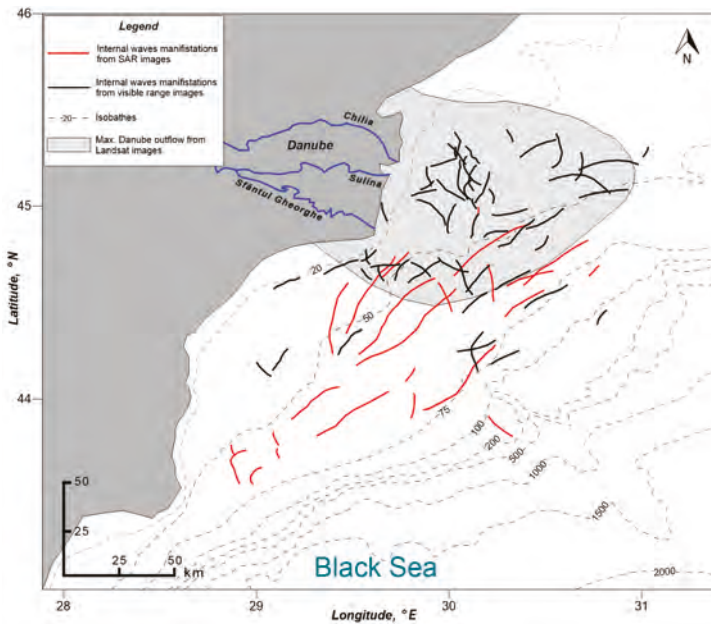 46
Legend
Internal waves manifistations
from SAR images
Internal waves manifistations
from visible range images
20
Isobathes
Max. Danube outflow from
Landsat images
N
Chilia
Danube
Sulina
Sfântul Gheorghe
45
Latitude, °N
20
50
44
75
100
200
500
1000
1500
2000
50
25
25
50
km
Black Sea
28
29
30
31
Longitude, °E